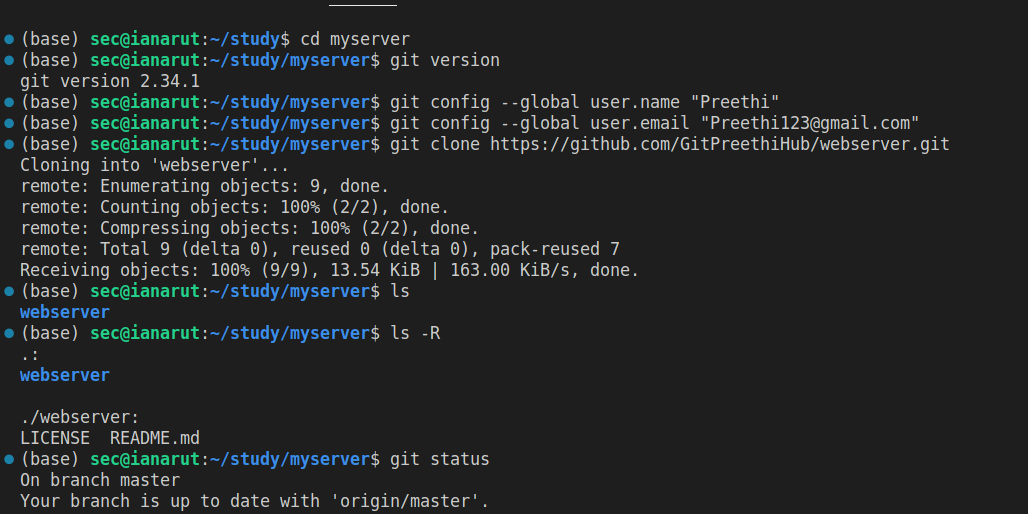 (base) sec@ianarut:~/study$ cd myserver
(base) sec@ianarut:~/study/myserver$ git version
git version 2.34.1
(base) sec@ianarut:~/study/myserver$ git config --global user.name "Preethi"
(base) sec@ianarut:~/study/myserver$ git config --global user.email "Preethi123@gmail.com"
(base) sec@ianarut:~/study/myserver$ git clone https://github.com/GitPreethiHub/webserver.git
Cloning into 'webserver'...
remote: Enumerating objects: 9, done.
remote: Counting objects: 100% (2/2), done.
remote: Compressing objects: 100% (2/2), done.
remote: Total 9 (delta 0), reused 0 (delta 0), pack-reused 7
Receiving objects: 100% (9/9), 13.54 KiB | 163.00 KiB/s, done.
(base) sec@ianarut:~/study/myserver$ ls
webserver
(base) sec@ianarut:~/study/myserver$ ls -R
.:
webserver

./webserver:
LICENSE  README.md
(base) sec@ianarut:~/study/myserver$ git status
On branch master
Your branch is up to date with 'origin/master'.